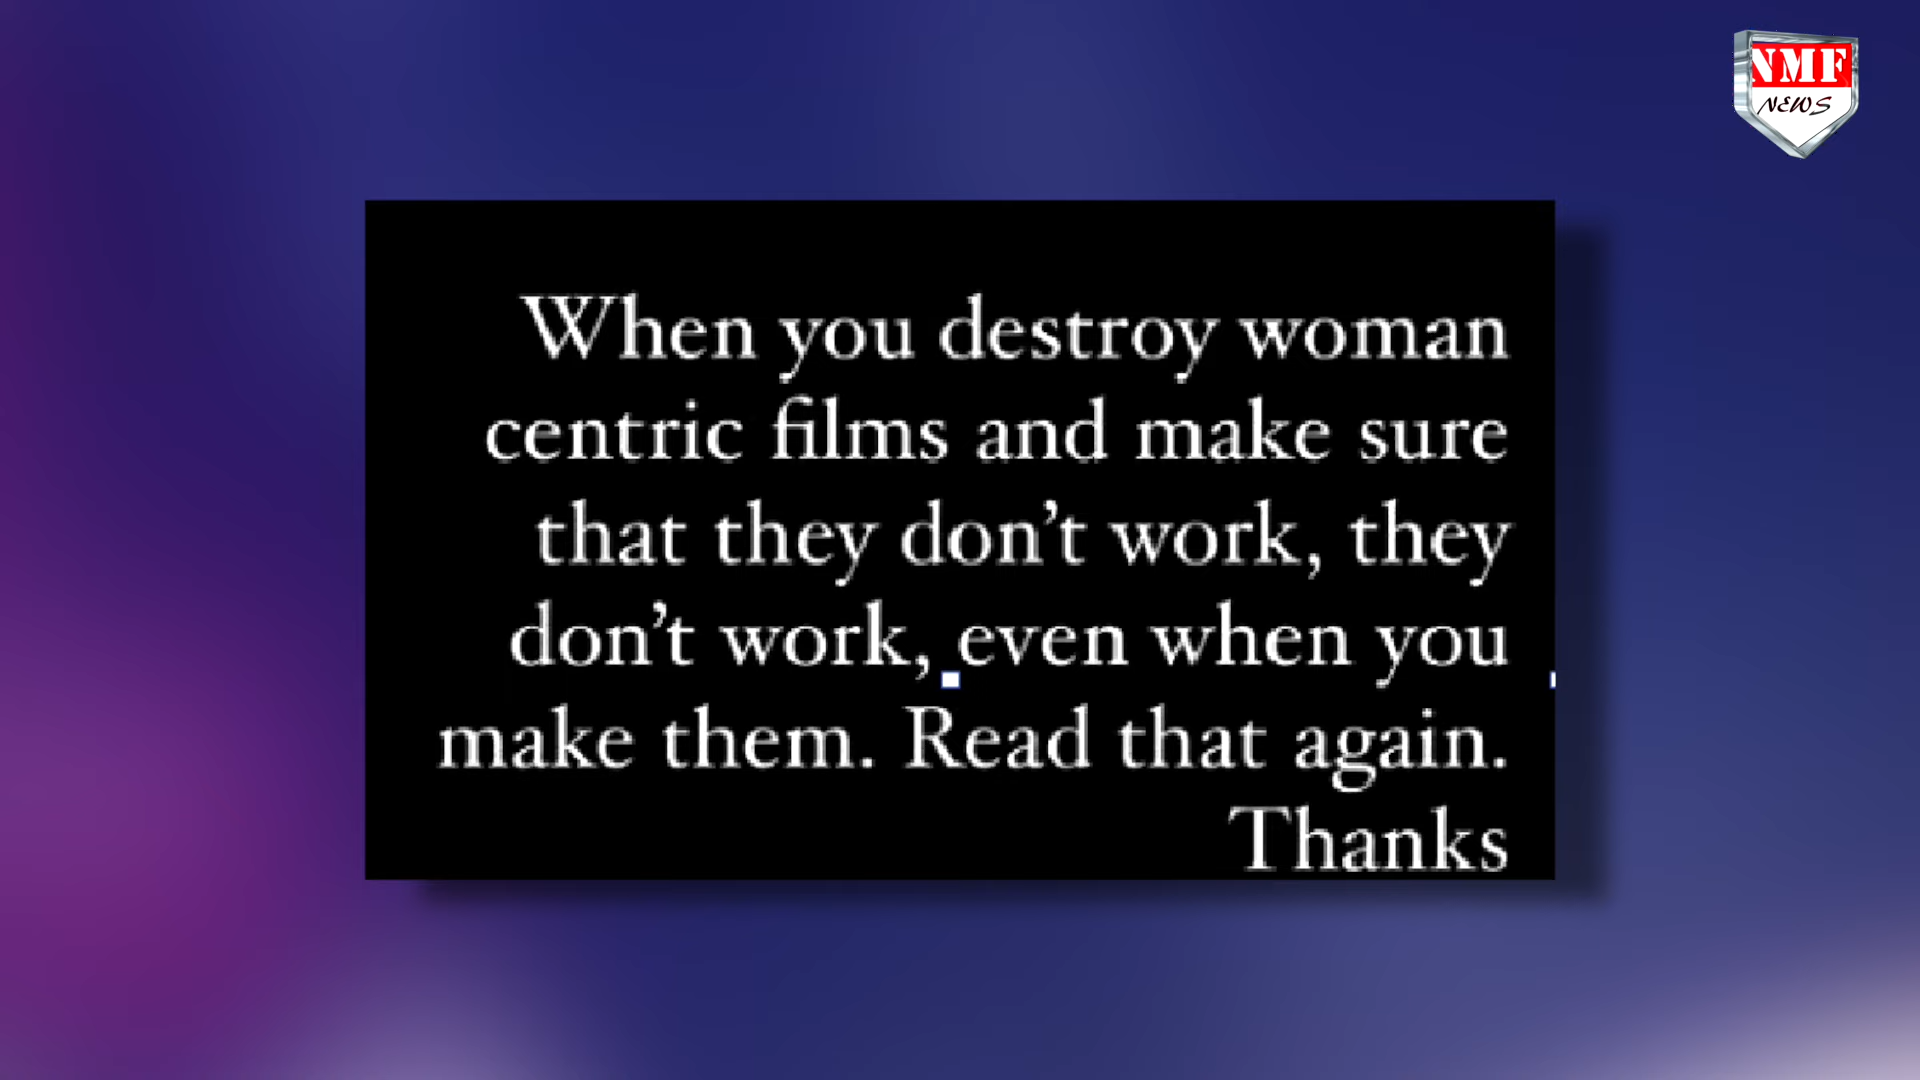 NMF
NEWS
When you destroy woman
centric films and make sure
that they don’t work, they
don’t work, even when you
make them. Read that again.
Thanks